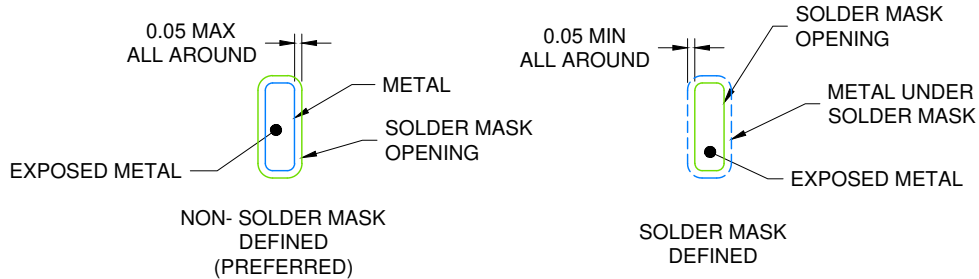 0.05 MAX
ALL AROUND
METAL
SOLDER MASK
OPENING
EXPOSED METAL
NON- SOLDER MASK
DEFINED
(PREFERRED)
0.05 MIN
ALL AROUND
SOLDER MASK
OPENING
METAL UNDER
SOLDER MASK
EXPOSED METAL
SOLDER MASK
DEFINED